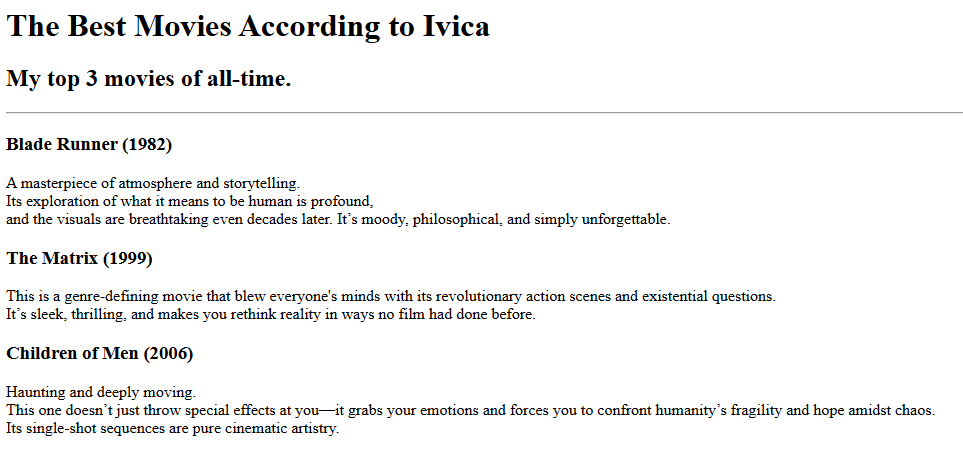 The Best Movies According to Ivica
My top 3 movies of all-time.
Blade Runner (1982)
A masterpiece of atmosphere and storytelling.
Its exploration of what it means to be human is profound,
and the visuals are breathtaking even decades later. It’s moody, philosophical, and simply unforgettable.
The Matrix (1999)
This is a genre-defining movie that blew everyone's minds with its revolutionary action scenes and existential questions.
It’s sleek, thrilling, and makes you rethink reality in ways no film had done before.
Children of Men (2006)
Haunting and deeply moving.
This one doesn’t just throw special effects at you—it grabs your emotions and forces you to confront humanity’s fragility and hope amidst chaos.
Its single-shot sequences are pure cinematic artistry.